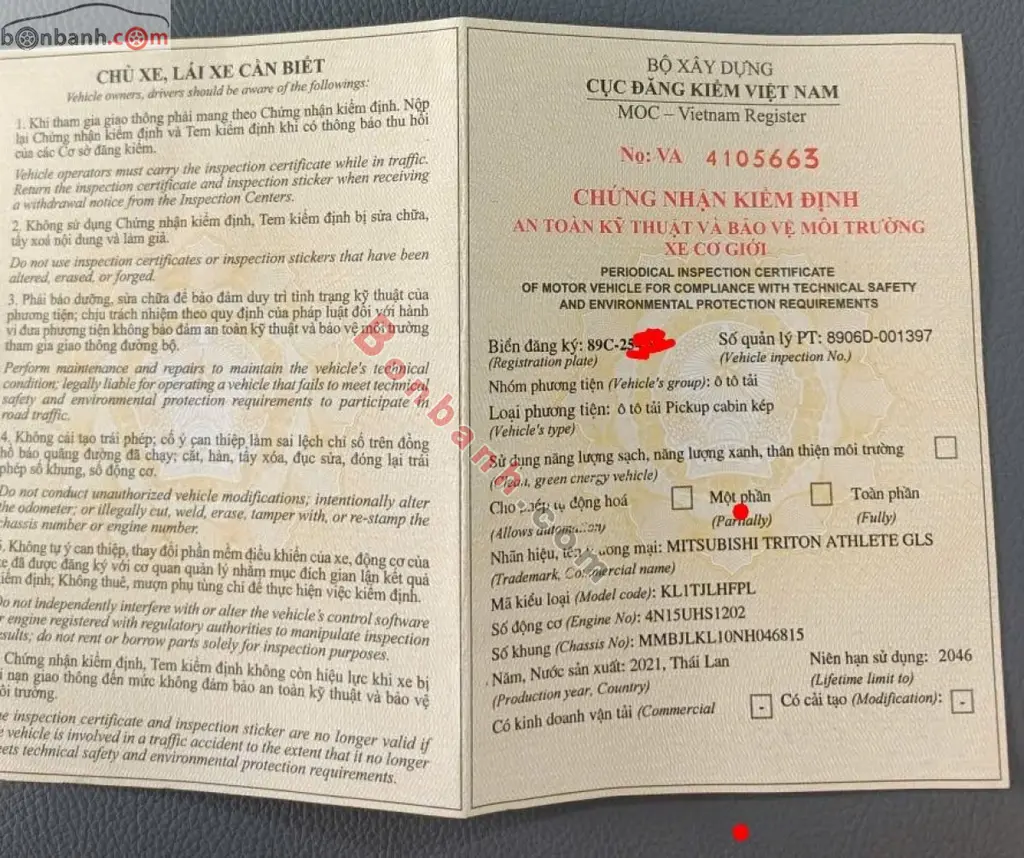 bonbanh.com
CHỦ XE, LÁI XE CẦN BIẾT
Vehicle owners, drivers should be aware of the followings:
1. Khi tham gia giao thông phải mang theo Chứng nhận kiểm định. Nộp
lại Chứng nhận kiểm định và Tem kiểm định khi có thông báo thu hồi
của các Cơ sở đăng kiểm.
Vehicle operators must carry the inspection certificate while in traffic.
Return the inspection certificate and inspection sticker when receiving
a withdrawal notice from the Inspection Centers.
2. Không sử dụng Chứng nhận kiểm định, Tem kiểm định bị sửa chữa,
tẩy xoá nội dung và làm giả.
Do not use inspection certificates or inspection stickers that have been
altered, erased, or forged.
3. Phải bảo dưỡng, sửa chữa để bảo đảm duy trì tình trạng kỹ thuật của
phương tiện; chịu trách nhiệm theo quy định của pháp luật đối với hành
vi đưa phương tiện không bảo đảm an toàn kỹ thuật và bảo vệ môi trường
tham gia giao thông đường bộ.
Perform maintenance and repairs to maintain the vehicle's technical
condition; legally liable for operating a vehicle that fails to meet technical
safety and environmental protection requirements to participate in
road traffic.
4. Không cải tạo trái phép; cố ý can thiệp làm sai lệch chỉ số trên đồng
hồ báo quãng đường đã chạy; cắt, hàn, tẩy xóa, đục sửa, đóng lại trái
phép số khung, số động cơ.
Do not conduct unauthorized vehicle modifications; intentionally alter
the odometer; or illegally cut, weld, erase, tamper with, or re-stamp the
chassis number or engine number.
. Không tự ý can thiệp, thay đổi phần mềm điều khiển của xe, động cơ của
xe đã được đăng ký với cơ quan quản lý nhằm mục đích gian lận kết quả
kiểm định; Không thuê, mượn phụ tùng chỉ để thực hiện việc kiểm định.
Do not independently interfere with or alter the vehicle's control software
r engine registered with regulatory authorities to manipulate inspection
esults; do not rent or borrow parts solely for inspection purposes.
Chứng nhận kiểm định, Tem kiểm định không còn hiệu lực khi xe bị
i nạn giao thông đến mức không đảm bảo an toàn kỹ thuật và bảo vệ
ôi trường.
e inspection certificate and inspection sticker are no longer valid if
e vehicle is involved in a traffic accident to the extent that it no longer
eets technical safety and environmental protection requirements.
BỘ XÂY DỰNG
CỤC ĐĂNG KIỂM VIỆT NAM
MOC – Vietnam Register
No: VA 4105663
CHỨNG NHẬN KIỂM ĐỊNH
AN TOÀN KỸ THUẬT VÀ BẢO VỆ MÔI TRƯỜNG
XE CƠ GIỚI
PERIODICAL INSPECTION CERTIFICATE
OF MOTOR VEHICLE FOR COMPLIANCE WITH TECHNICAL SAFETY
AND ENVIRONMENTAL PROTECTION REQUIREMENTS
Biển đăng ký: 89C-25 Số quản lý PT: 8906D-001397
(Registration plate) (Vehicle inspection No.)
Nhóm phương tiện (Vehicle's group): ô tô tải
Loại phương tiện: ô tô tải Pickup cabin kép
(Vehicle's type)
Sử dụng năng lượng sạch, năng lượng xanh, thân thiện môi trường
(Clean, green energy vehicle)
Cho phép tự động hoá Một phần Toàn phần
(Allows automation) (Partially) (Fully)
Nhãn hiệu, tên thương mại: MITSUBISHI TRITON ATHLETE GLS
(Trademark, Commercial name)
Mã kiểu loại (Model code): KL1TJLHFPL
Số động cơ (Engine No): 4N15UHS1202
Số khung (Chassis No): MMBJLKL10NH046815
Năm, Nước sản xuất: 2021, Thái Lan Niên hạn sử dụng: 2046
(Production year, Country) (Lifetime limit to)
Có kinh doanh vận tải (Commercial - Có cải tạo (Modification): -
Bonbanh.com